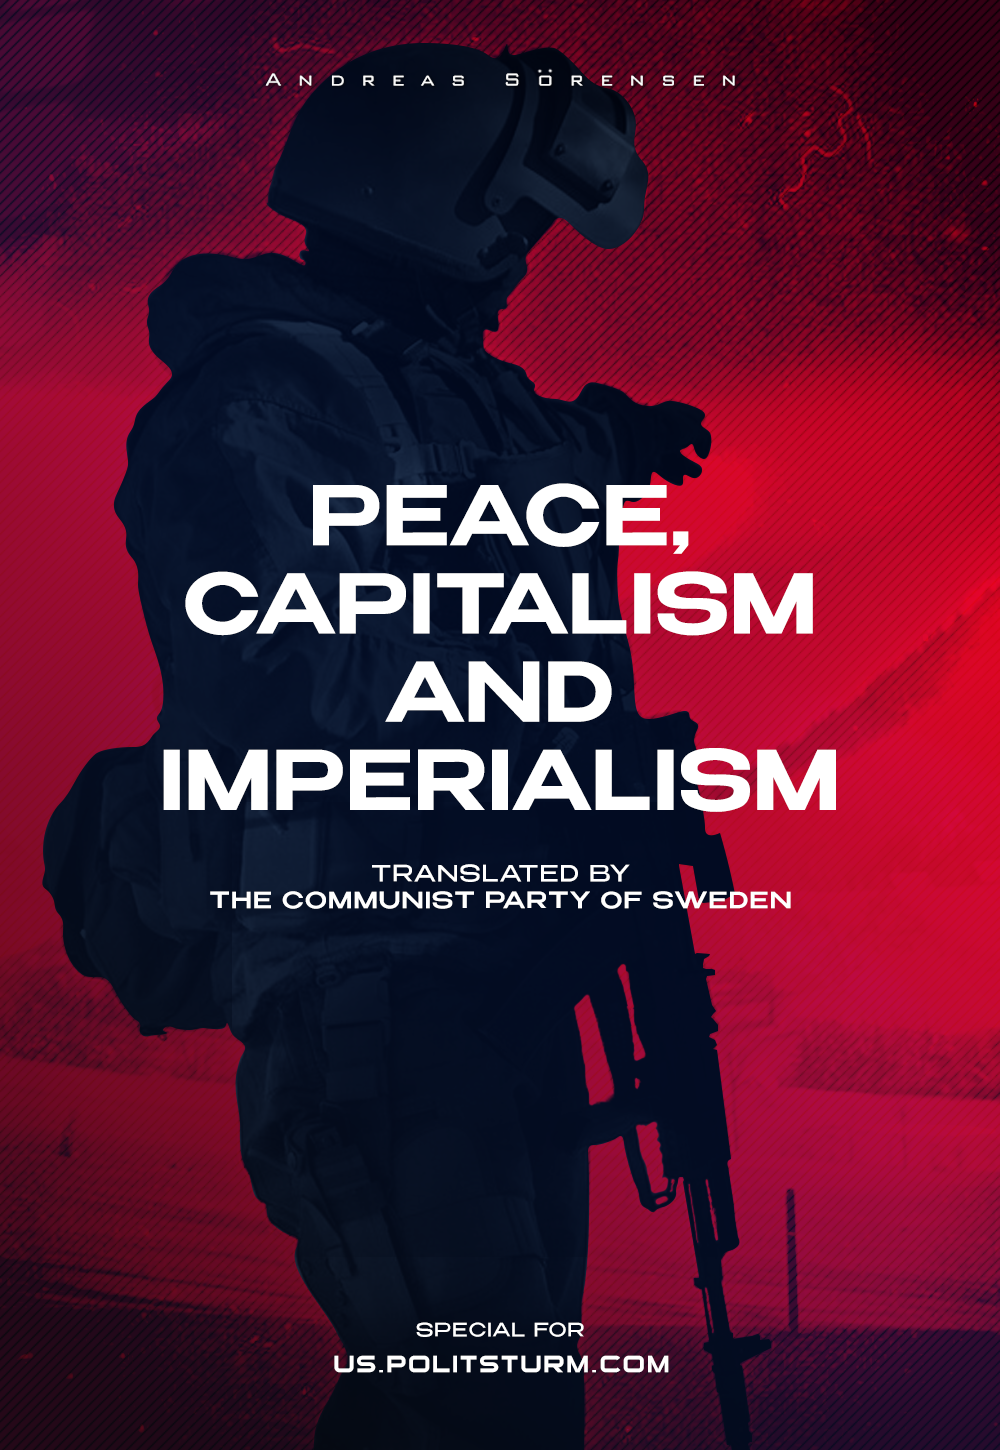 Andreas Sörensen
PEACE,
CAPITALISM
AND
IMPERIALISM
TRANSLATED BY
THE COMMUNIST PARTY OF SWEDEN
SPECIAL FOR
US.POLITSTURM.COM